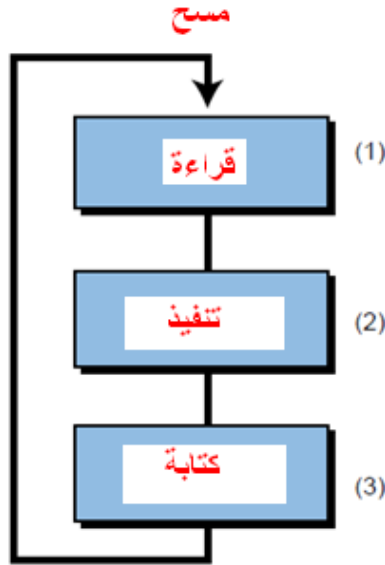 مسح
قراءة
(1)
تنفيذ
(2)
كتابة
(3)